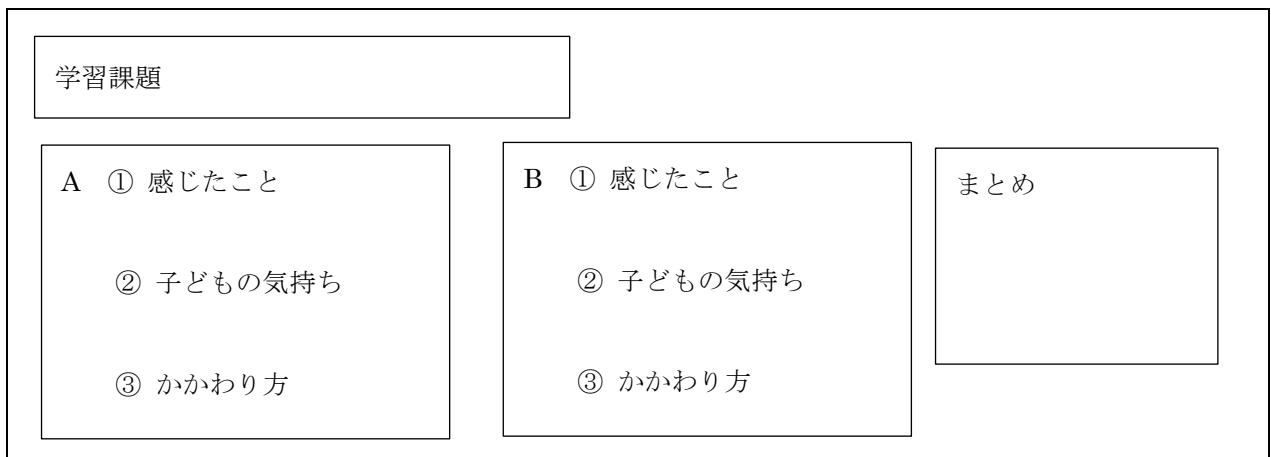 学習課題
A ① 感じたこと
② 子どもの気持ち
③ かかわり方
B ① 感じたこと
② 子どもの気持ち
③ かかわり方
まとめ